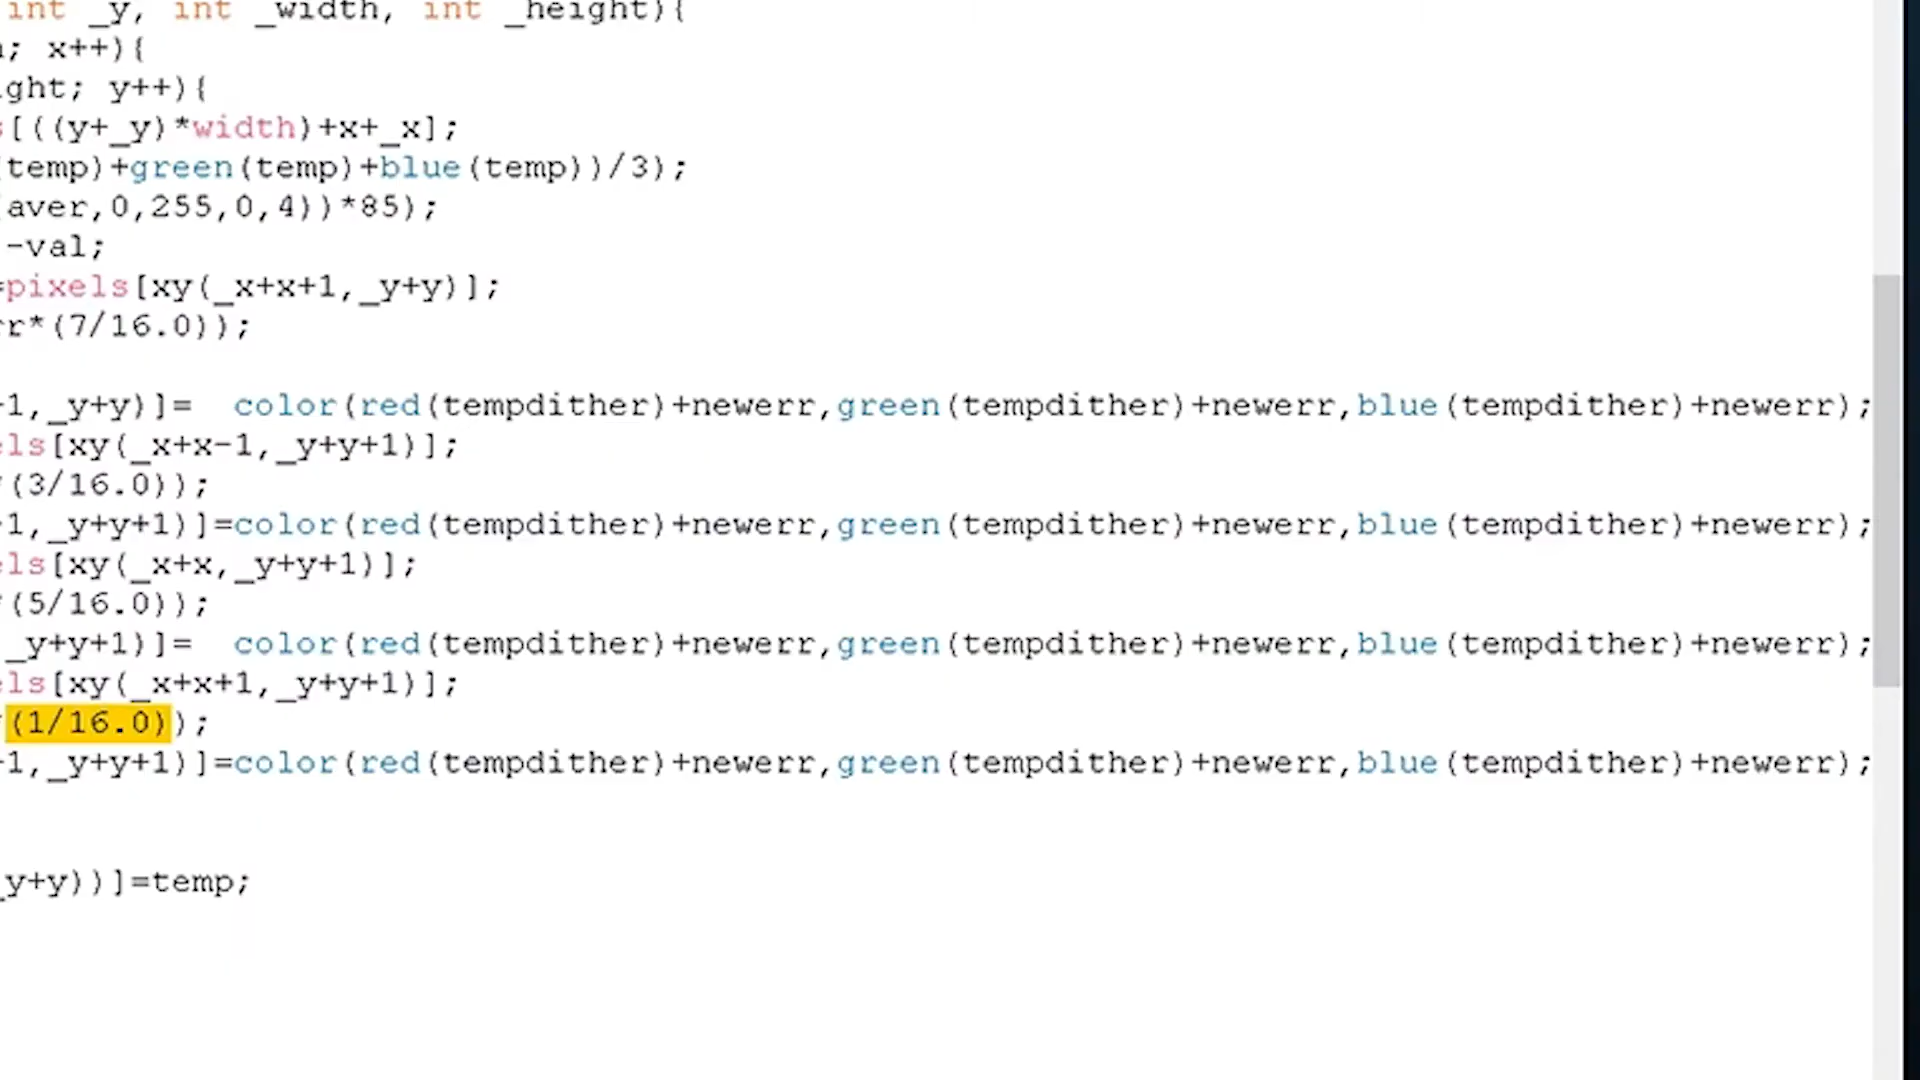 int _y, int _width, int _height){
; x++){
ght; y++){
s[((y+_y)*width)+x+_x];
(temp)+green(temp)+blue(temp))/3);
(aver,0,255,0,4))*85);
-val;
=pixels[xy(_x+x+1,_y+y)];
rr*(7/16.0));
+1,_y+y)]=  color(red(tempdither)+newerr,green(tempdither)+newerr,blue(tempdither)+newerr);
els[xy(_x+x-1,_y+y+1)];
*(3/16.0));
-1,_y+y+1)]=color(red(tempdither)+newerr,green(tempdither)+newerr,blue(tempdither)+newerr);
els[xy(_x+x,_y+y+1)];
*(5/16.0));
_y+y+1)]=  color(red(tempdither)+newerr,green(tempdither)+newerr,blue(tempdither)+newerr);
els[xy(_x+x+1,_y+y+1)];
*(1/16.0));
+1,_y+y+1)]=color(red(tempdither)+newerr,green(tempdither)+newerr,blue(tempdither)+newerr);
_y+y))]=temp;